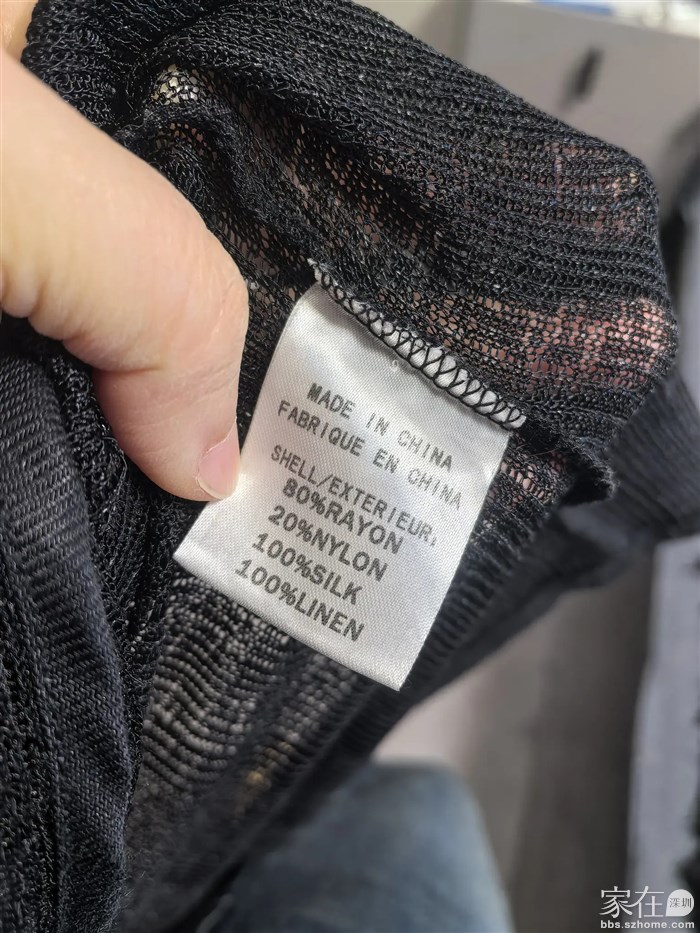 MADE IN CHINA
FABRIQUE EN CHINA
SHELL/EXTERIEUR:
80%RAYON
20%NYLON
100%SILK
100%LINEN
家在深圳
bbs.szhome.com